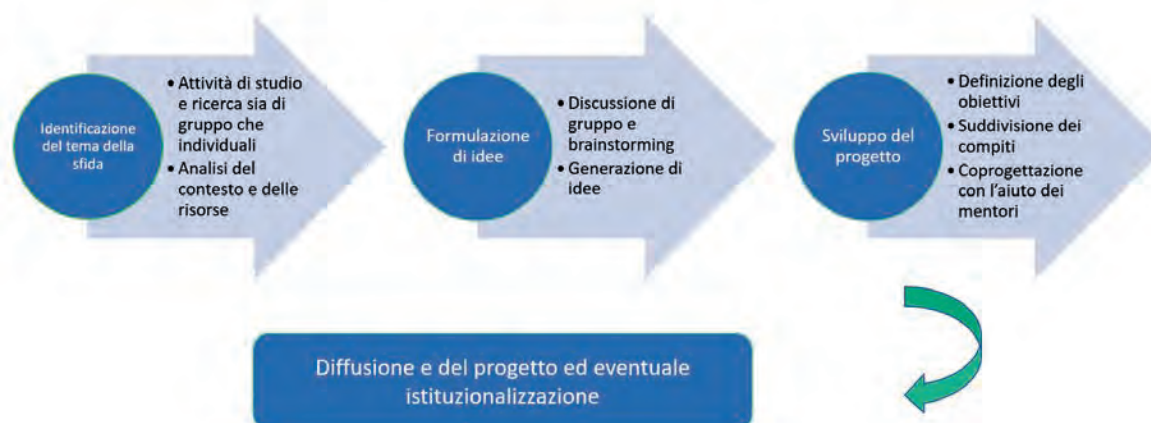 Identificazione
del tema della
sfida
• Attività di studio
e ricerca sia di
gruppo che
individuali
• Analisi del
contesto e delle
risorse
Formulazione
di idee
• Discussione di
gruppo e
brainstorming
• Generazione di
idee
Sviluppo del
progetto
• Definizione degli
obiettivi
• Suddivisione dei
compiti
• Coprogettazione
con l'aiuto dei
mentori
Diffusione e del progetto ed eventuale
istituzionalizzazione